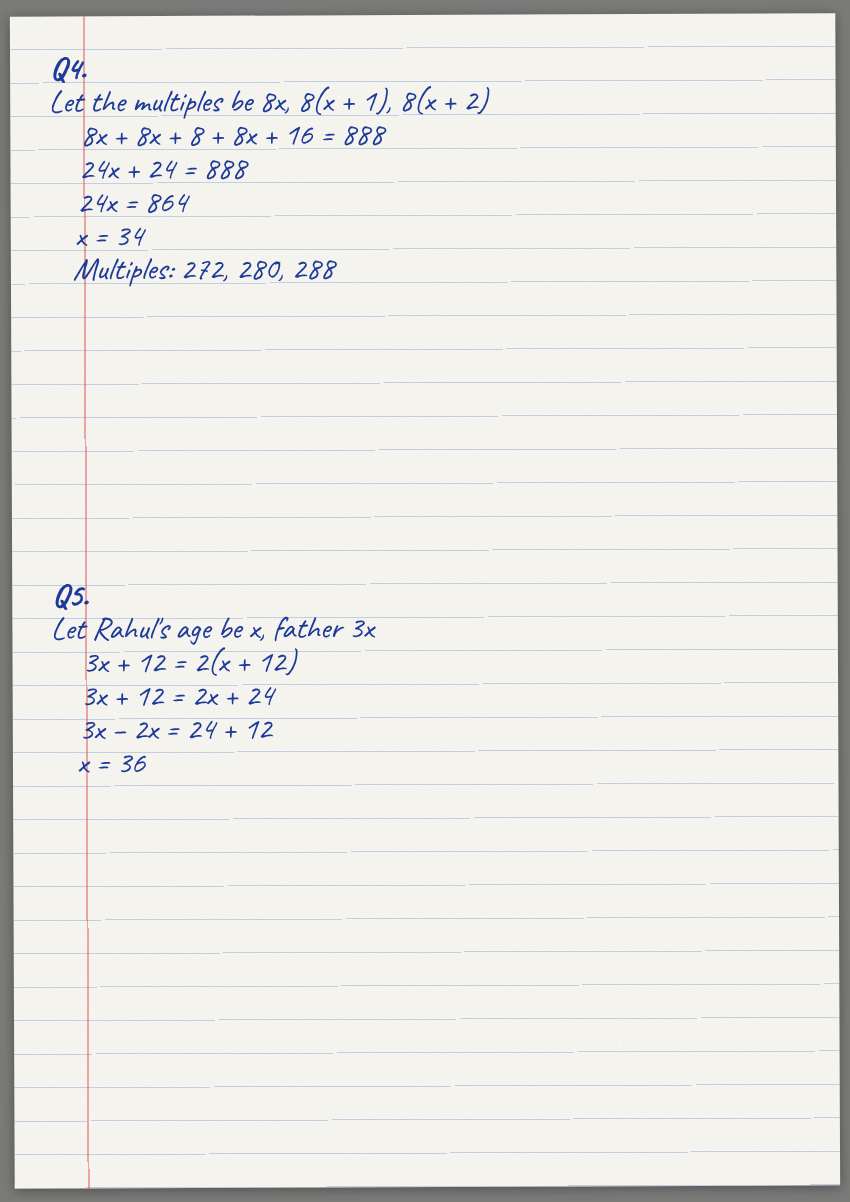 Q4.
Let the multiples be 8x, 8(x + 1), 8(x + 2)
8x + 8x + 8 + 8x + 16 = 888
24x + 24 = 888
24x = 864
x = 34
Multiples: 272, 280, 288
Q5.
Let Rahul's age be x, father 3x
3x + 12 = 2(x + 12)
3x + 12 = 2x + 24
3x – 2x = 24 + 12
x = 36